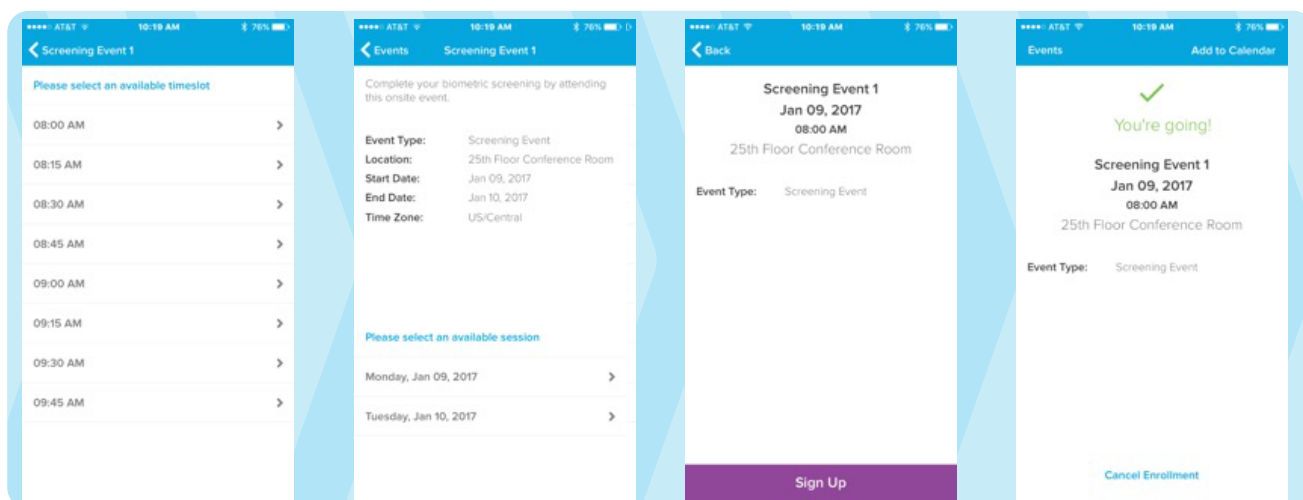 AT&T 10:19 AM 76%
Screening Event 1
Please select an available timeslot
08:00 AM
08:15 AM
08:30 AM
08:45 AM
09:00 AM
09:15 AM
09:30 AM
09:45 AM
AT&T 10:19 AM 76%
Events Screening Event 1
Complete your biometric screening by attending
this onsite event.
Event Type: Screening Event
Location: 25th Floor Conference Room
Start Date: Jan 09, 2017
End Date: Jan 10, 2017
Time Zone: US/Central
Please select an available session
Monday, Jan 09, 2017
Tuesday, Jan 10, 2017
AT&T 10:19 AM 76%
Back
Screening Event 1
Jan 09, 2017
08:00 AM
25th Floor Conference Room
Event Type: Screening Event
Sign Up
AT&T 10:19 AM 76%
Events Add to Calendar
You're going!
Screening Event 1
Jan 09, 2017
08:00 AM
25th Floor Conference Room
Event Type: Screening Event
Cancel Enrollment